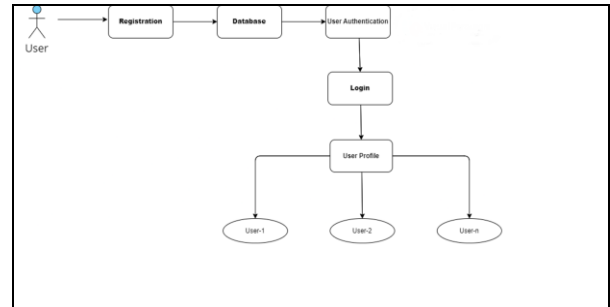 Registration
Database
User Authentication
User
Login
User Profile
User-1
User-2
User-n